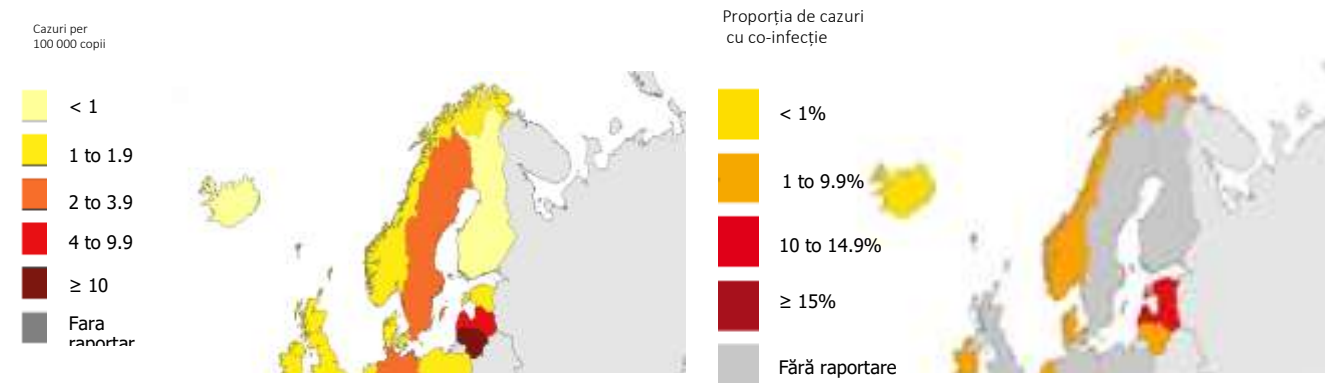 Cazuri per
100 000 copii
< 1
1 to 1.9
2 to 3.9
4 to 9.9
≥ 10
Fara
raportar
Proporția de cazuri
cu co-infecție
< 1%
1 to 9.9%
10 to 14.9%
≥ 15%
Fără raportare